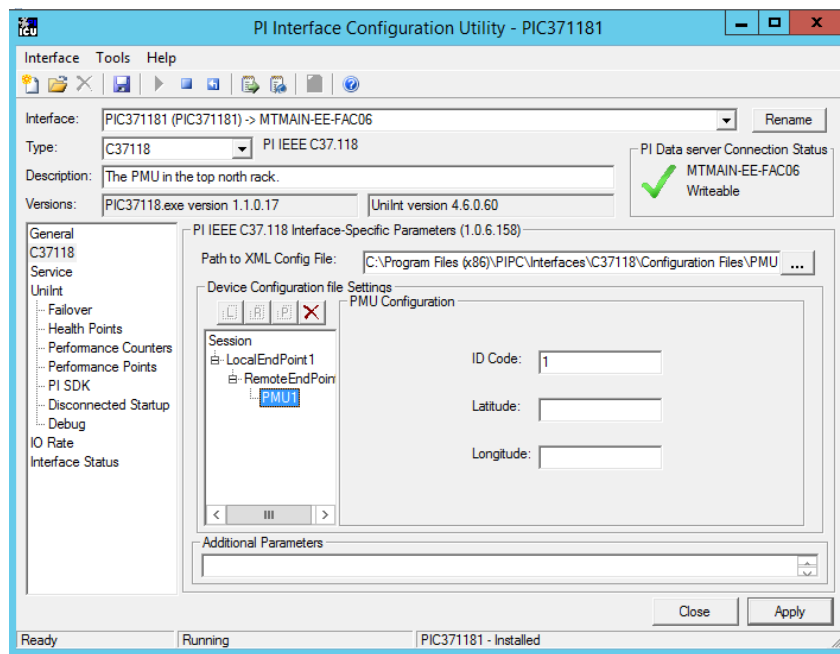 PI Interface Configuration Utility - PIC371181
Interface Tools Help
Interface: PIC371181 (PIC371181) -> MTMAIN-EE-FAC06 Rename
Type: C37118 PI IEEE C37.118
PI Data server Connection Status
MTMAIN-EE-FAC06
Writeable
Description: The PMU in the top north rack.
Versions: PIC37118.exe version 1.1.0.17 UniInt version 4.6.0.60
General
C37118
Service
UniInt
Failover
Health Points
Performance Counters
Performance Points
PI SDK
Disconnected Startup
Debug
IO Rate
Interface Status
PI IEEE C37.118 Interface-Specific Parameters (1.0.6.158)
Path to XML Config File: C:\Program Files (x86)\PIPC\Interfaces\C37118\Configuration Files\PMU ...
Device Configuration file Settings
L R P X
Session
LocalEndPoint1
RemoteEndPoin
PMU1
PMU Configuration
ID Code: 1
Latitude:
Longitude:
Additional Parameters
Close Apply
Ready Running PIC371181 - Installed